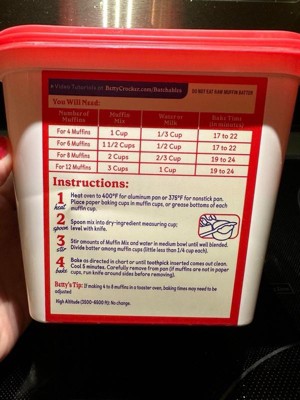 Video Tutorials at BettyCrocker.com/Batchables DO NOT EAT RAW MUFFIN BATTER
You Will Need:
Number of Muffins Muffin Mix Water or Milk Bake Time (in minutes)
For 4 Muffins 1 Cup 1/3 Cup 17 to 22
For 6 Muffins 1 1/2 Cups 1/2 Cup 17 to 22
For 8 Muffins 2 Cups 2/3 Cup 19 to 24
For 12 Muffins 3 Cups 1 Cup 19 to 24
Instructions:
1 heat
Heat oven to 400°F for aluminum pan or 375°F for nonstick pan.
Place paper baking cups in muffin cups, or grease bottoms of each
muffin cup.
2 spoon
Spoon mix into dry-ingredient measuring cup;
level with knife.
3 stir
Stir amounts of Muffin Mix and water in medium bowl until well blended.
Divide batter among muffin cups (little less than 1/4 cup each).
4 bake
Bake as directed in chart or until toothpick inserted comes out clean.
Cool 5 minutes. Carefully remove from pan (if muffins are not in paper
cups, run knife around sides before removing).
Betty's Tip: If making 4 to 8 muffins in a toaster oven, baking times may need to be
adjusted.
High Altitude (3500-6500 ft): No change.